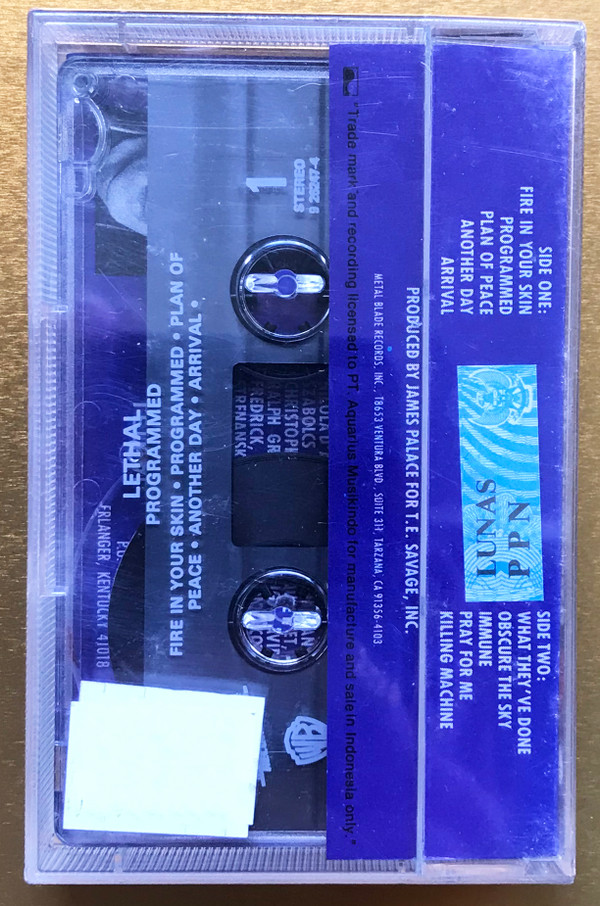 SIDE ONE:
FIRE IN YOUR SKIN
PROGRAMMED
PLAN OF PEACE
ANOTHER DAY
ARRIVAL
LUNAS
PPN
SIDE TWO:
WHAT THEY'VE DONE
OBSCURE THE SKY
IMMUNE
PRAY FOR ME
KILLING MACHINE
PRODUCED BY JAMES PALACE FOR T.E. SAVAGE, INC.
METAL BLADE RECORDS, INC., 18653 VENTURA BLVD., SUITE 311, TARZANA, CA 91356-4103
"Trade mark and recording licensed to PT. Aquarius Musikindo for manufacture and sale in Indonesia only."
1
STEREO
LETHAL
PROGRAMMED
FIRE IN YOUR SKIN • PROGRAMMED • PLAN OF
PEACE • ANOTHER DAY • ARRIVAL •
WB
ERLANGER, KENTUCKY 41018